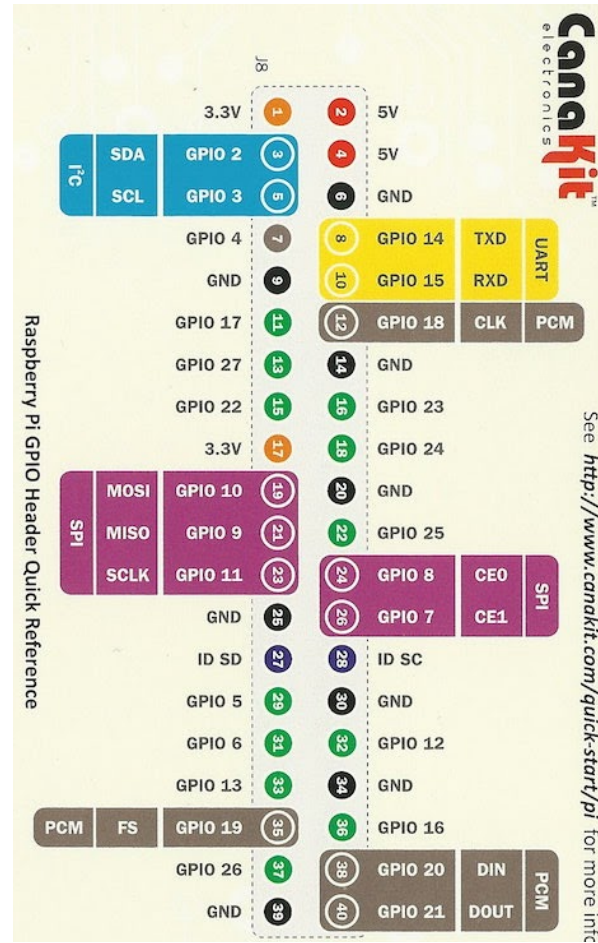 CanaKit™
electronics
J8
3.3V 1 2 5V
I²C SDA GPIO 2 3 4 5V
SCL GPIO 3 5 6 GND
GPIO 4 7 8 GPIO 14 TXD UART
GND 9 10 GPIO 15 RXD
GPIO 17 11 12 GPIO 18 CLK PCM
GPIO 27 13 14 GND
GPIO 22 15 16 GPIO 23
3.3V 17 18 GPIO 24
SPI MOSI GPIO 10 19 20 GND
MISO GPIO 9 21 22 GPIO 25
SCLK GPIO 11 23 24 GPIO 8 CE0 SPI
GND 25 26 GPIO 7 CE1
ID SD 27 28 ID SC
GPIO 5 29 30 GND
GPIO 6 31 32 GPIO 12
GPIO 13 33 34 GND
PCM FS GPIO 19 35 36 GPIO 16
GPIO 26 37 38 GPIO 20 DIN PCM
GND 39 40 GPIO 21 DOUT
Raspberry Pi GPIO Header Quick Reference
See http://www.canakit.com/quick-start/pi for more info